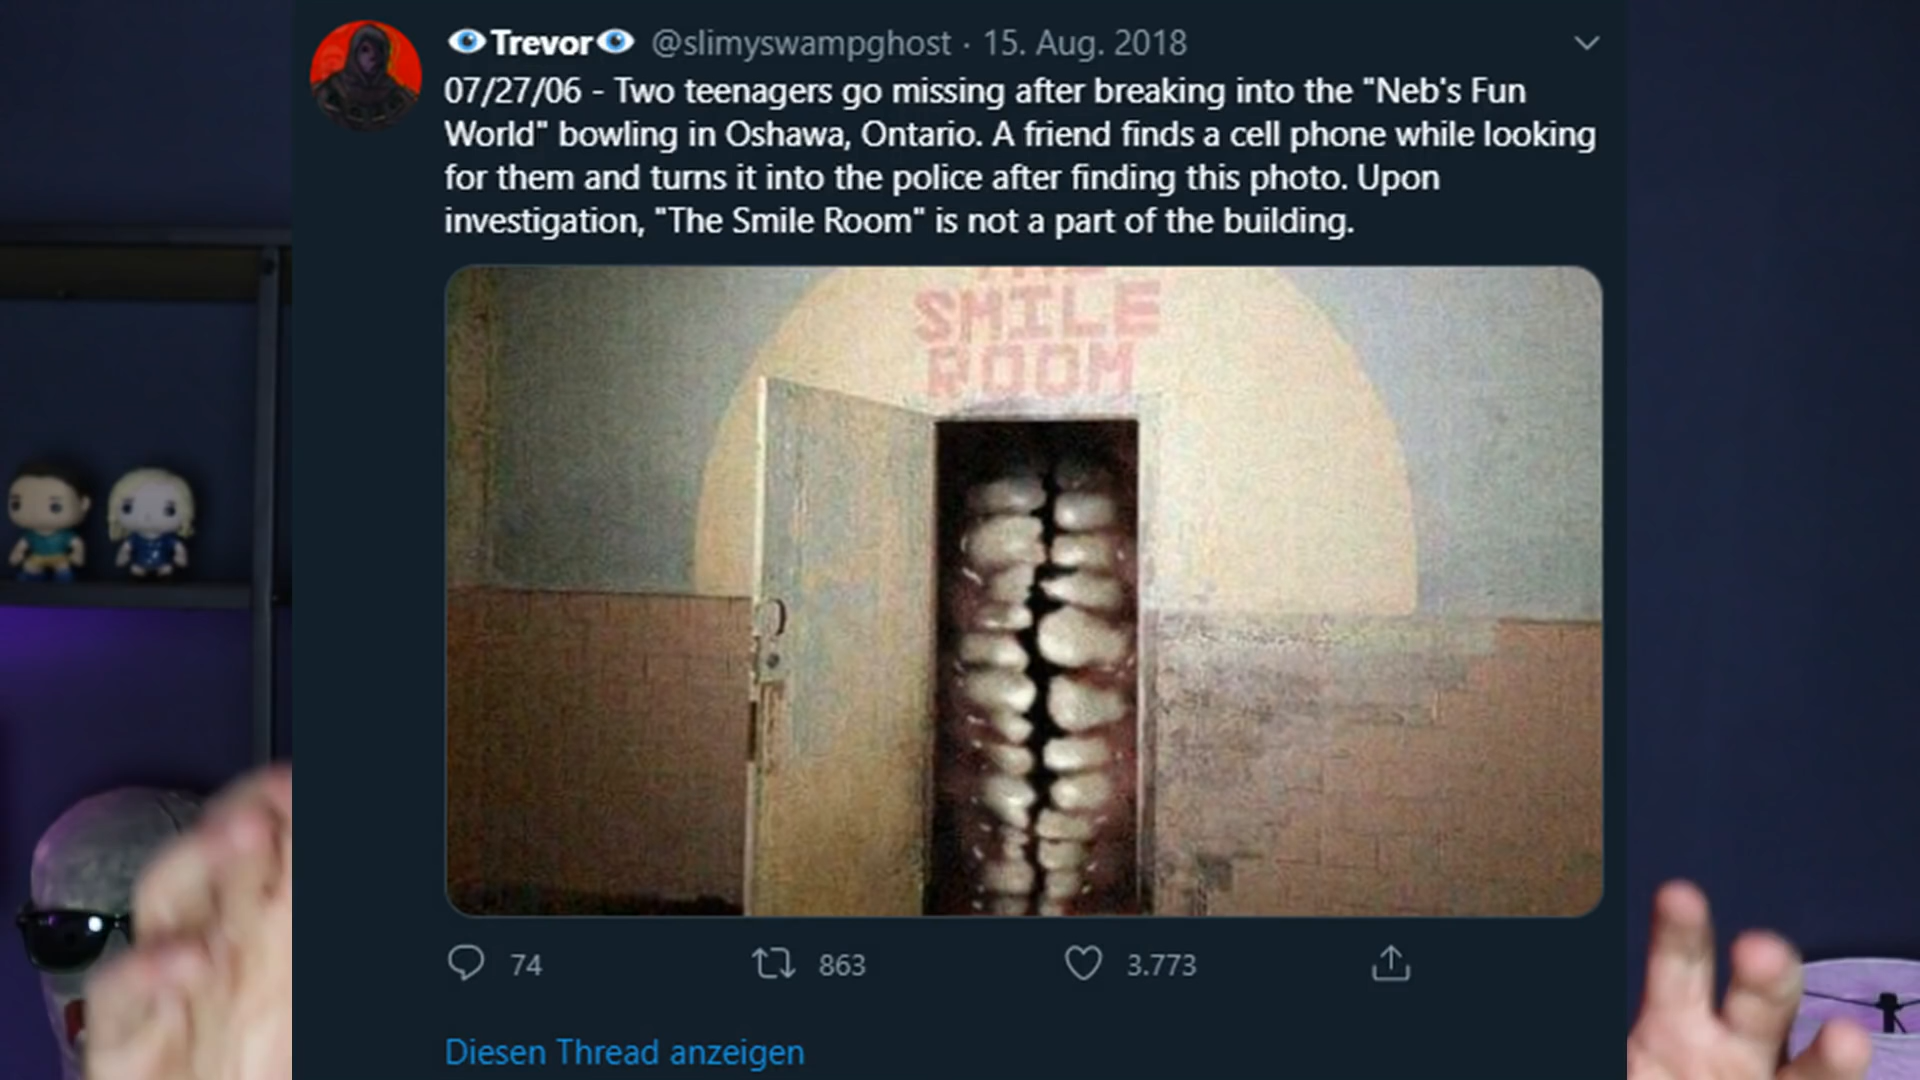 Trevor @slimyswampghost · 15. Aug. 2018
07/27/06 - Two teenagers go missing after breaking into the "Neb's Fun
World" bowling in Oshawa, Ontario. A friend finds a cell phone while looking
for them and turns it into the police after finding this photo. Upon
investigation, "The Smile Room" is not a part of the building.
THE
SMILE
ROOM
74 863 3.773
Diesen Thread anzeigen